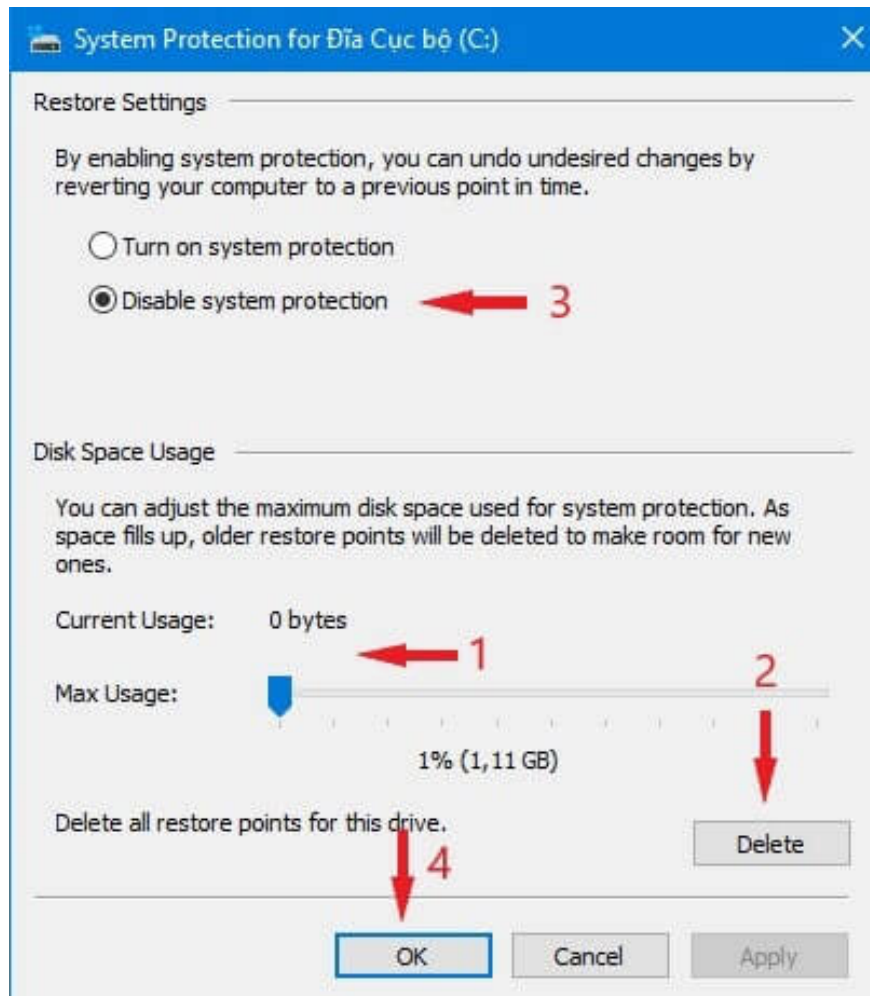 System Protection for Đĩa Cục bộ (C:)
Restore Settings
By enabling system protection, you can undo undesired changes by
reverting your computer to a previous point in time.
Turn on system protection
Disable system protection
3
Disk Space Usage
You can adjust the maximum disk space used for system protection. As
space fills up, older restore points will be deleted to make room for new
ones.
Current Usage: 0 bytes
1
2
Max Usage:
1% (1,11 GB)
Delete all restore points for this drive.
Delete
4
OK Cancel Apply